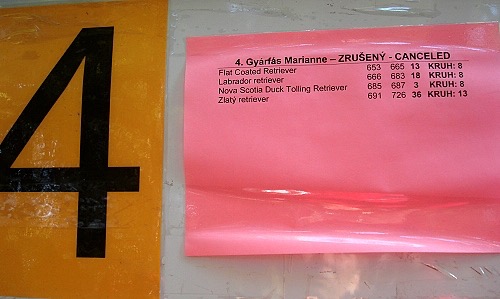 4
4. Gyárfás Marianne – ZRUŠENÝ - CANCELED
Flat Coated Retriever 653 665 13 KRUH: 8
Labrador retriever 666 683 18 KRUH: 8
Nova Scotia Duck Tolling Retriever 685 687 3 KRUH: 8
Zlatý retriever 691 726 36 KRUH: 13